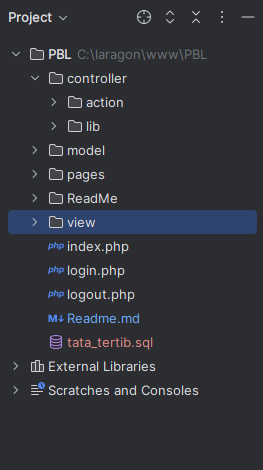 Project
PBL C:\laragon\www\PBL
controller
action
lib
model
pages
ReadMe
view
php index.php
php login.php
php logout.php
M↓ Readme.md
tata_tertib.sql
External Libraries
Scratches and Consoles